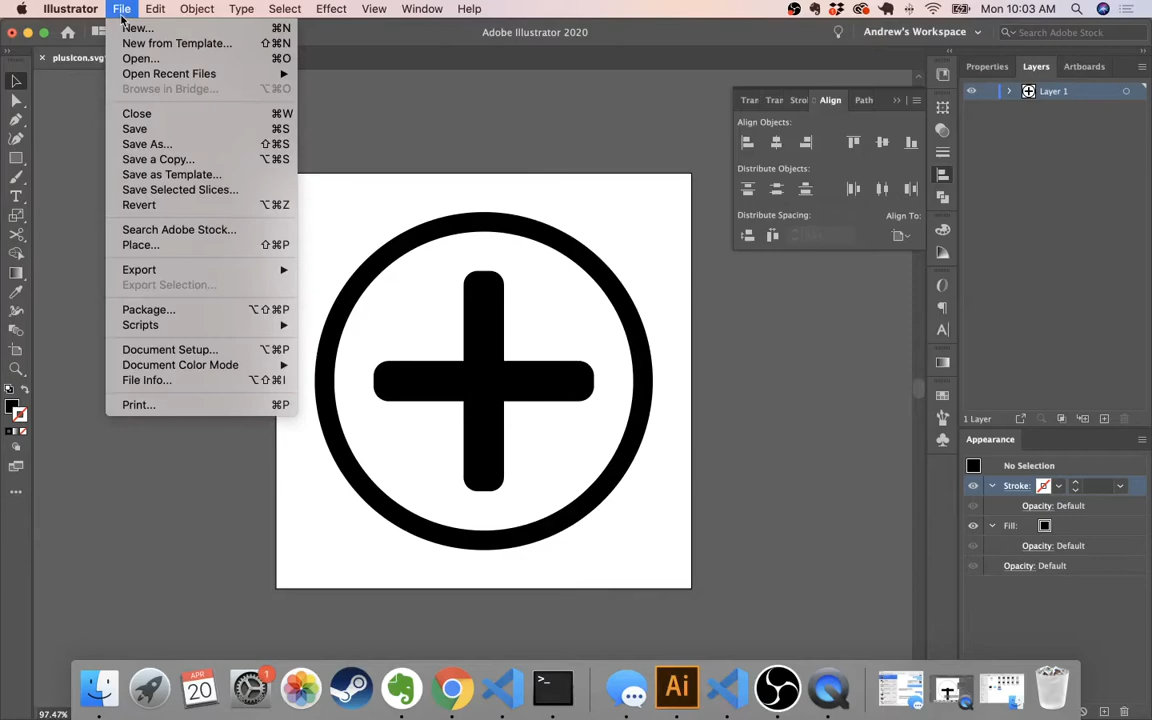 Illustrator File Edit Object Type Select Effect View Window Help Mon 10:03 AM
Adobe Illustrator 2020 Andrew's Workspace Search Adobe Stock
plusIcon.svg
New... ⌘N
New from Template... ⇧⌘N
Open... ⌘O
Open Recent Files
Browse in Bridge... ⌥⌘O
Close ⌘W
Save ⌘S
Save As... ⇧⌘S
Save a Copy... ⌥⌘S
Save as Template...
Save Selected Slices...
Revert ⌥⌘Z
Search Adobe Stock...
Place... ⇧⌘P
Export
Export Selection...
Package... ⌥⇧⌘P
Scripts
Document Setup... ⌥⌘P
Document Color Mode
File Info... ⌥⇧⌘I
Print... ⌘P
Tran Tran Strol Align Path
Align Objects:
Distribute Objects:
Distribute Spacing: Align To:
Properties Layers Artboards
Layer 1
1 Layer
Appearance
No Selection
Stroke:
Opacity: Default
Fill:
Opacity: Default
Opacity: Default
APR
20
1
Ai
97.47%